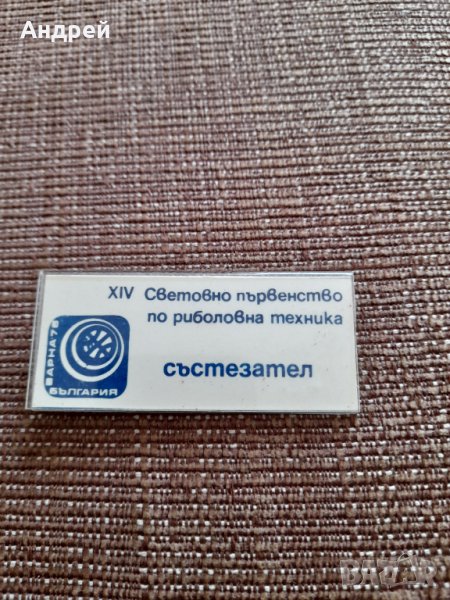 Андрей
XIV Световно първенство
по риболовна техника
състезател
ВАРНА'78
БЪЛГАРИЯ